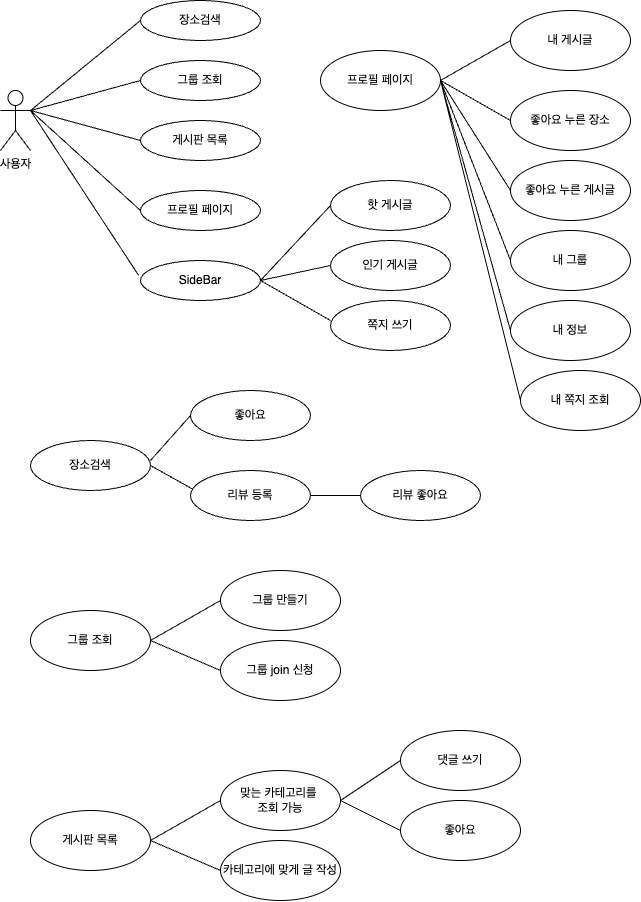 장소검색
그룹 조회
게시판 목록
프로필 페이지
SideBar
사용자
핫 게시글
인기 게시글
쪽지 쓰기
프로필 페이지
내 게시글
좋아요 누른 장소
좋아요 누른 게시글
내 그룹
내 정보
내 쪽지 조회
장소검색
좋아요
리뷰 등록
리뷰 좋아요
그룹 조회
그룹 만들기
그룹 join 신청
게시판 목록
맞는 카테고리를
조회 가능
카테고리에 맞게 글 작성
댓글 쓰기
좋아요